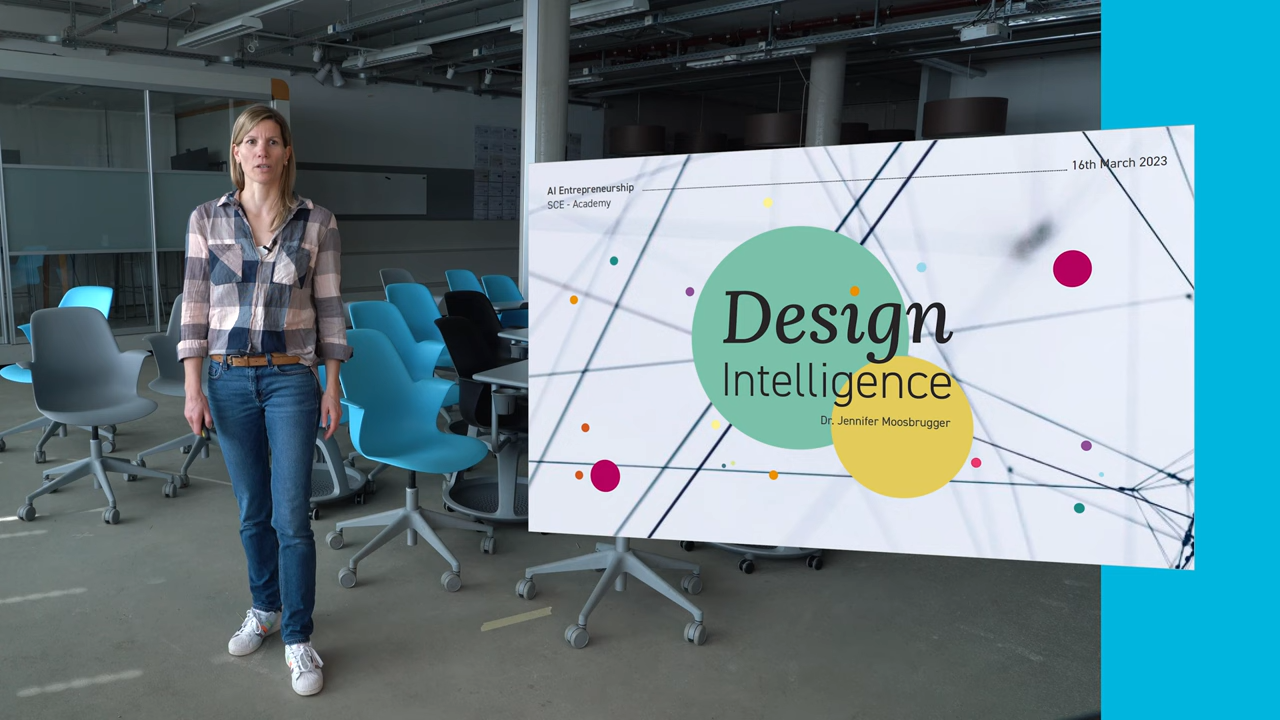 AI Entrepreneurship
16th March 2023
SCE - Academy
Design
Intelligence
Dr. Jennifer Moosbrugger